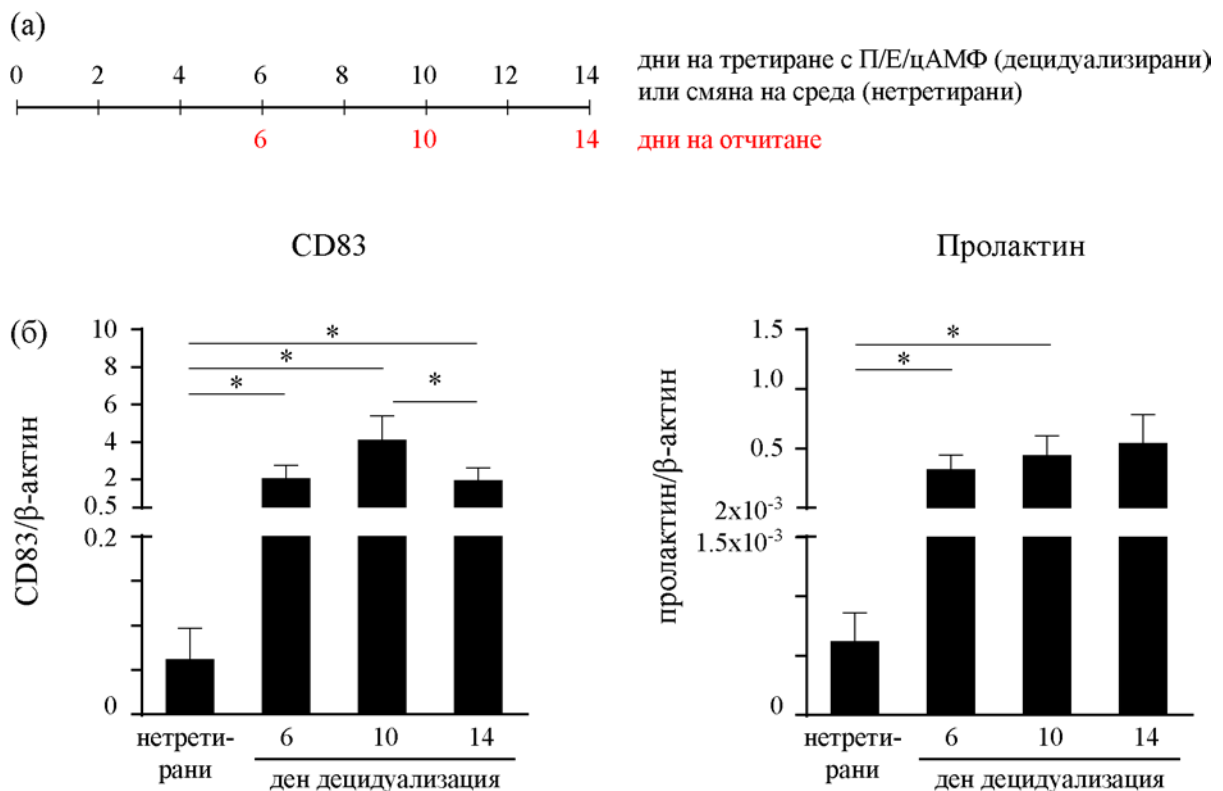 (а)
0 2 4 6 8 10 12 14
дни на третиране с П/Е/цАМФ (децидуализирани)
или смяна на среда (нетретирани)
6 10 14
дни на отчитане
CD83
Пролактин
(б)
CD83/β-актин
10
8
6
4
2
0.5
0.2
0
* * * *
нетрети-
рани
6 10 14
ден децидуализация
пролактин/β-актин
1.5
1.0
0.5
2x10⁻³
1.5x10⁻³
0
* *
нетрети-
рани
6 10 14
ден децидуализация